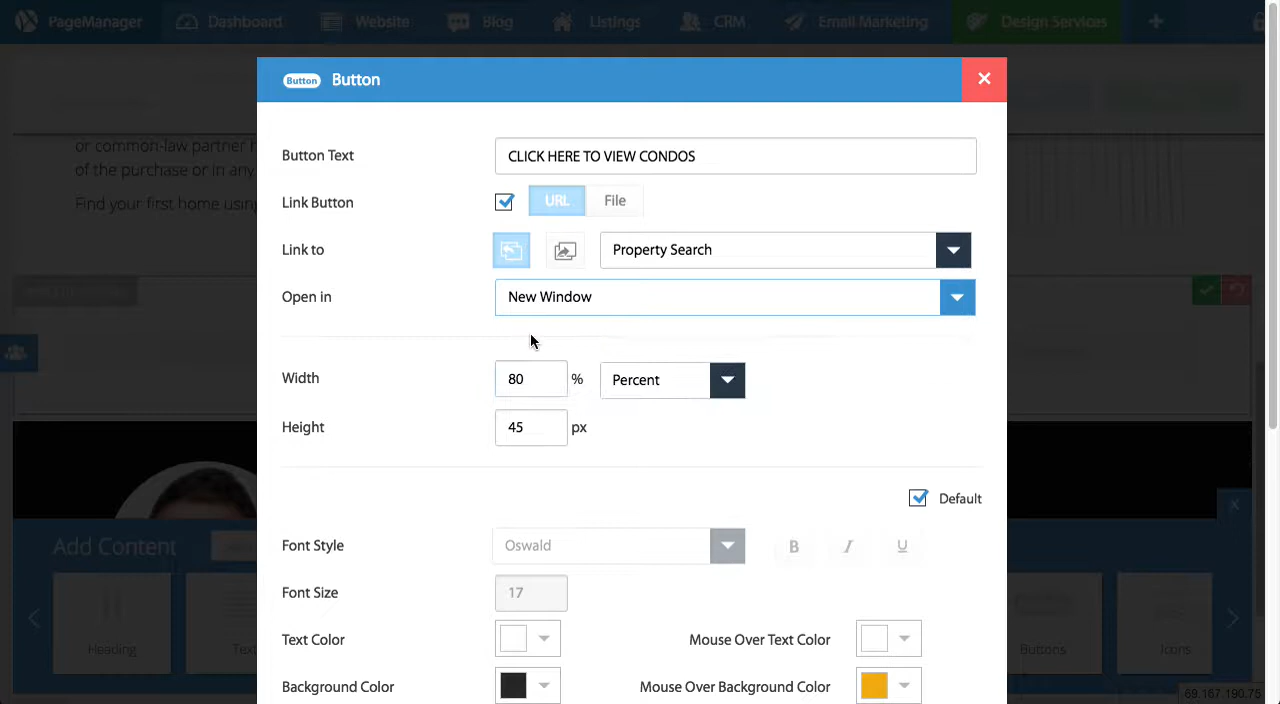 PageManager Dashboard Website Blog Listings CRM Email Marketing Design Services +
Button Button
or common-law partner
of the purchase or in any
Find your first home using
Button Text CLICK HERE TO VIEW CONDOS
Link Button URL File
Link to Property Search
Open in New Window
Width 80 % Percent
Height 45 px
Default
Add Content
Font Style Oswald B I U
Font Size 17
Heading Text Buttons Icons
Text Color Mouse Over Text Color
Background Color Mouse Over Background Color
69.167.190.75